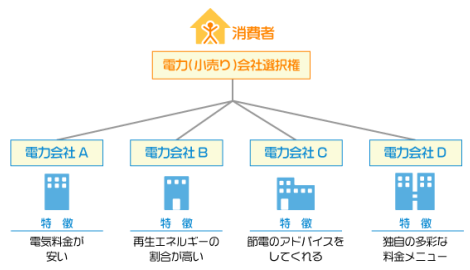 消費者
電力(小売り)会社選択権
電力会社A
電力会社B
電力会社C
電力会社D
特 徴
特 徴
特 徴
特 徴
電気料金が
安い
再生エネルギーの
割合が高い
節電のアドバイスを
してくれる
独自の多彩な
料金メニュー